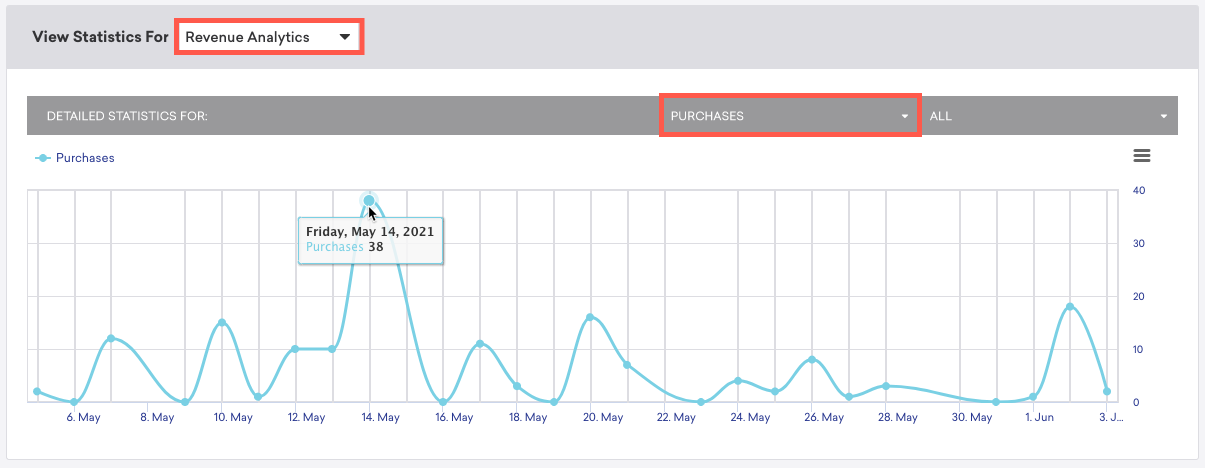 View Statistics For Revenue Analytics
DETAILED STATISTICS FOR: PURCHASES ALL
Purchases
40
Friday, May 14, 2021
Purchases 38
30
20
10
0
6. May 8. May 10. May 12. May 14. May 16. May 18. May 20. May 22. May 24. May 26. May 28. May 30. May 1. Jun 3. J...